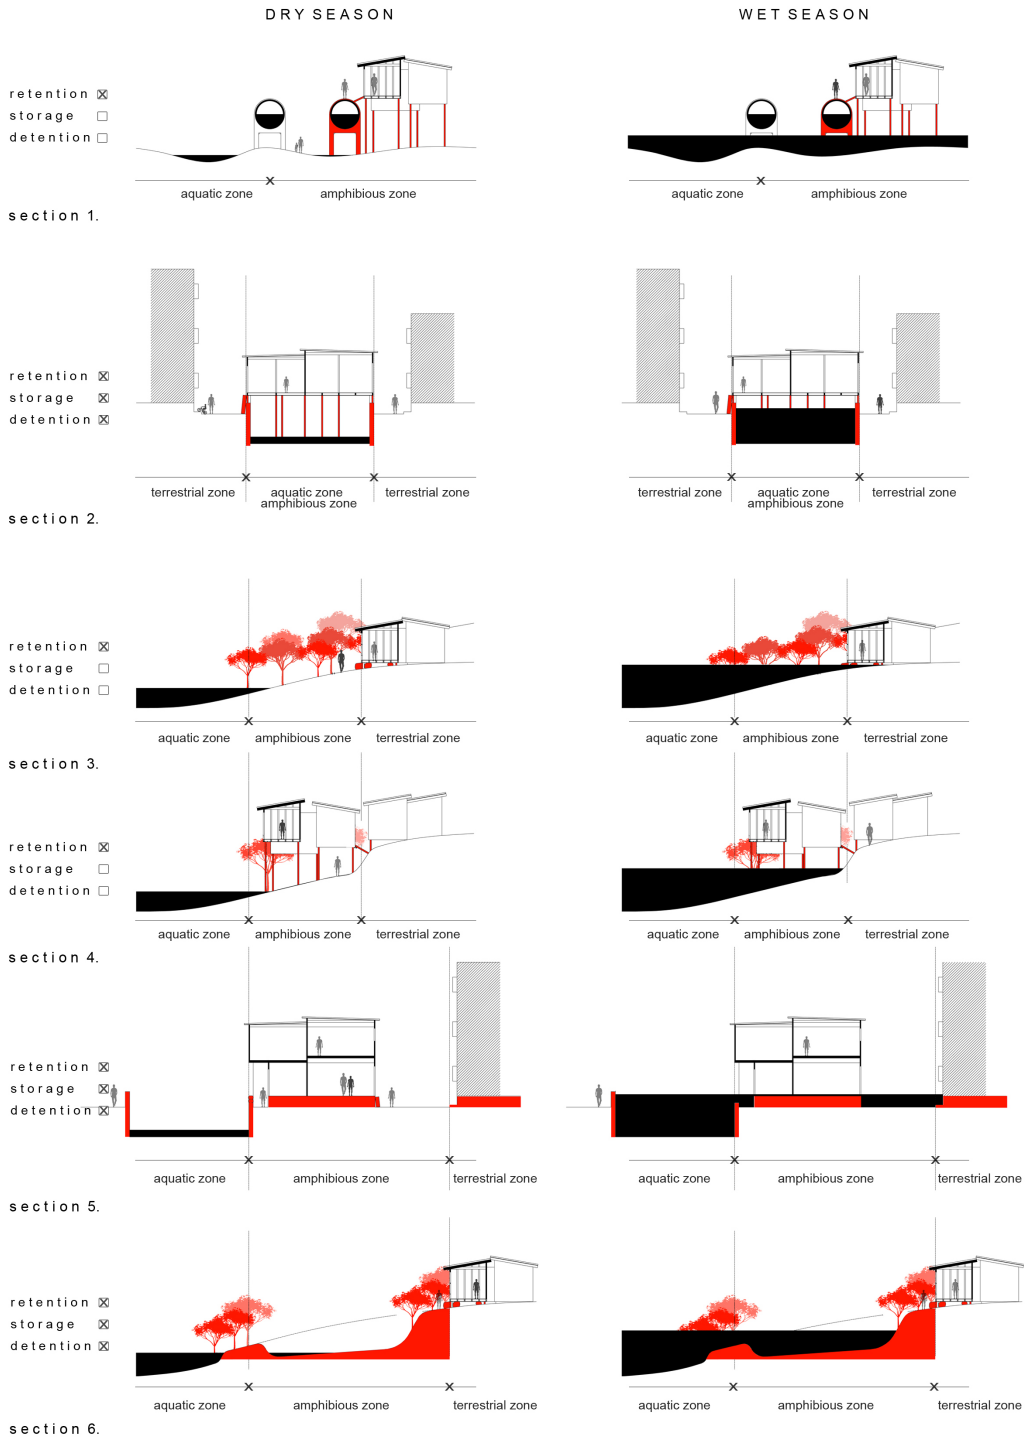 DRY SEASON
WET SEASON
retention
storage
detention
aquatic zone
amphibious zone
aquatic zone
amphibious zone
section 1.
retention
storage
detention
terrestrial zone
aquatic zone
amphibious zone
terrestrial zone
terrestrial zone
aquatic zone
amphibious zone
terrestrial zone
section 2.
retention
storage
detention
aquatic zone
amphibious zone
terrestrial zone
aquatic zone
amphibious zone
terrestrial zone
section 3.
retention
storage
detention
aquatic zone
amphibious zone
terrestrial zone
aquatic zone
amphibious zone
terrestrial zone
section 4.
retention
storage
detention
aquatic zone
amphibious zone
terrestrial zone
aquatic zone
amphibious zone
terrestrial zone
section 5.
retention
storage
detention
aquatic zone
amphibious zone
terrestrial zone
aquatic zone
amphibious zone
terrestrial zone
section 6.